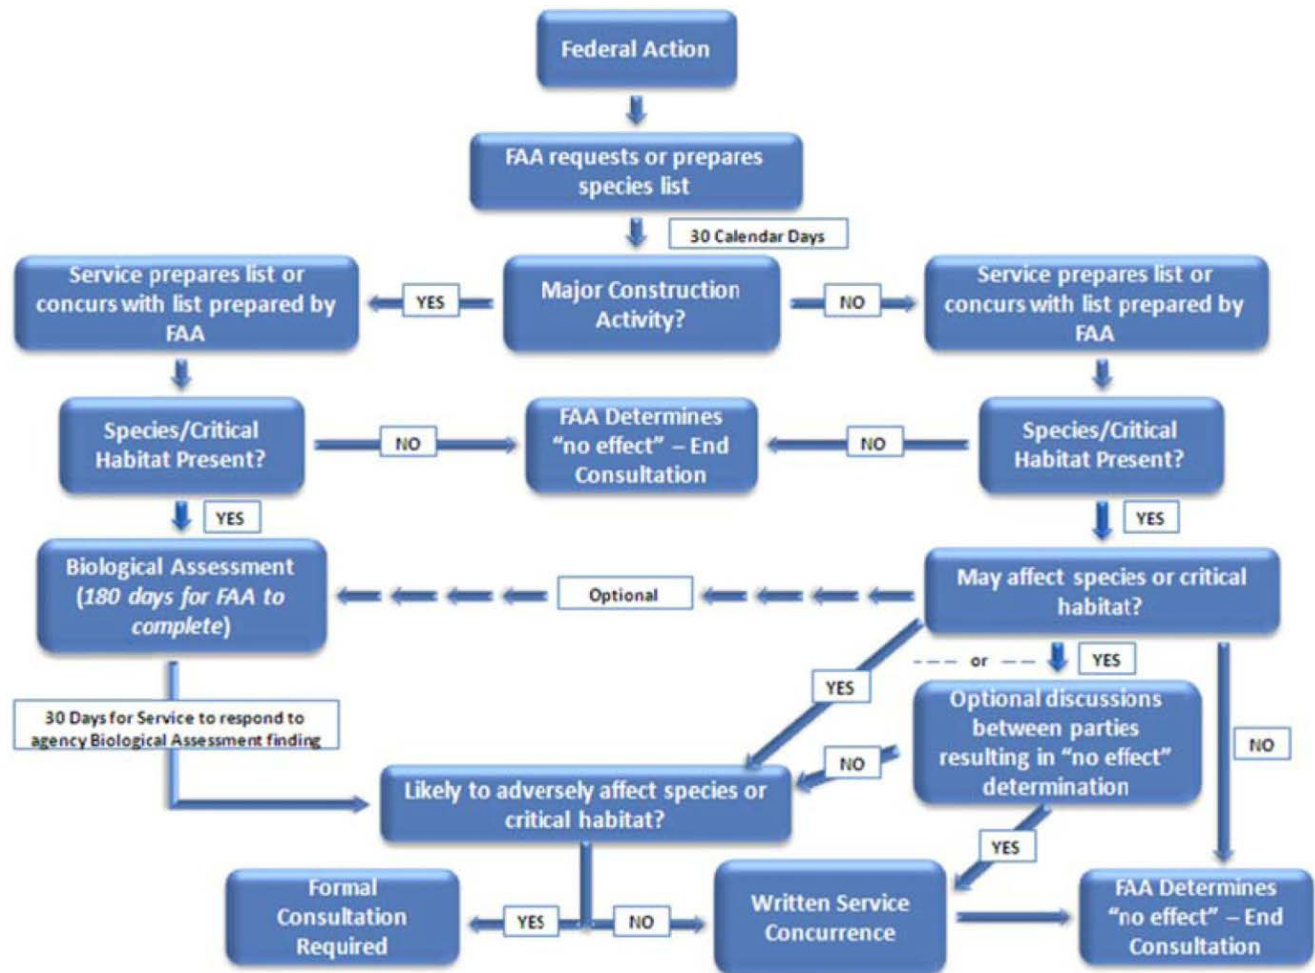 Federal Action
FAA requests or prepares
species list
30 Calendar Days
Service prepares list or
concurs with list prepared by
FAA
YES
Major Construction
Activity?
NO
Service prepares list or
concurs with list prepared by
FAA
Species/Critical
Habitat Present?
NO
FAA Determines
“no effect” – End
Consultation
NO
Species/Critical
Habitat Present?
YES
YES
Biological Assessment
(180 days for FAA to
complete)
Optional
May affect species or critical
habitat?
or
YES
YES
30 Days for Service to respond to
agency Biological Assessment finding
Optional discussions
between parties
resulting in “no effect”
determination
NO
NO
Likely to adversely affect species or
critical habitat?
YES
Formal
Consultation
Required
YES
NO
Written Service
Concurrence
FAA Determines
“no effect” – End
Consultation